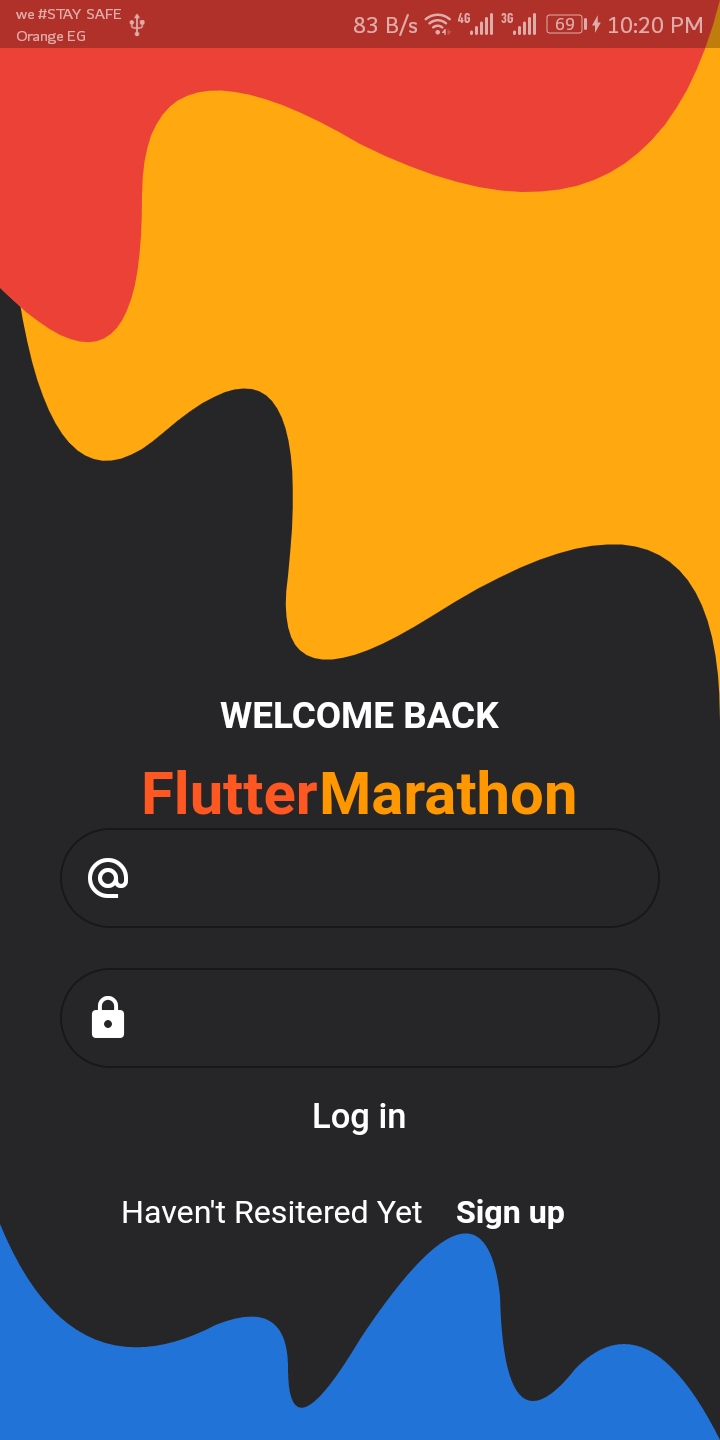 we #STAY SAFE
Orange EG
83 B/s 4G 3G 69 10:20 PM
WELCOME BACK
FlutterMarathon
Log in
Haven't Resitered Yet Sign up